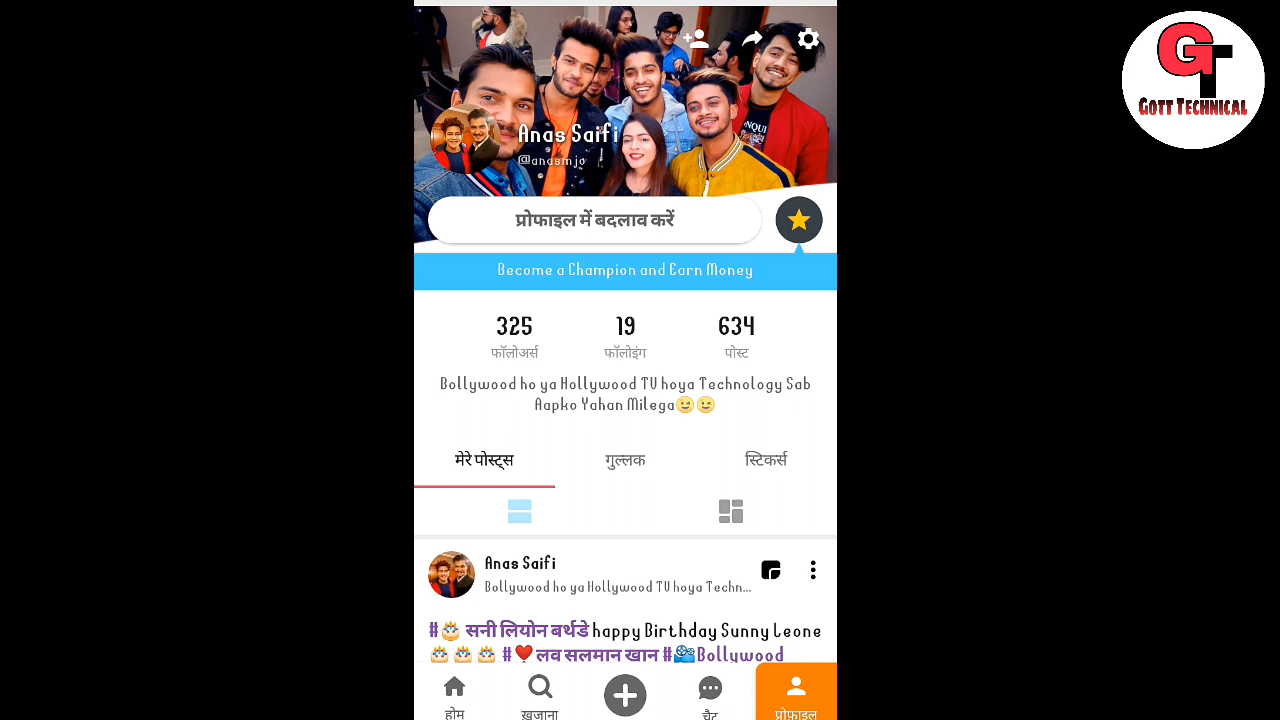 GT
GOTT TECHNICAL
Anas Saifi
@anasmjo
प्रोफाइल में बदलाव करें
Become a Champion and Earn Money
325 19 634
फॉलोअर्स फॉलोइंग पोस्ट
Bollywood ho ya Hollywood TV hoya Technology Sab
Aapko Yahan Milega😉😉
मेरे पोस्ट्स गुल्लक स्टिकर्स
Anas Saifi
Bollywood ho ya Hollywood TV hoya Techn...
#🎂 सनी लियोन बर्थडे happy Birthday Sunny Leone
🎂🎂🎂 #❤️लव सलमान खान #🎦Bollywood
होम ख़जाना चैट प्रोफाइल